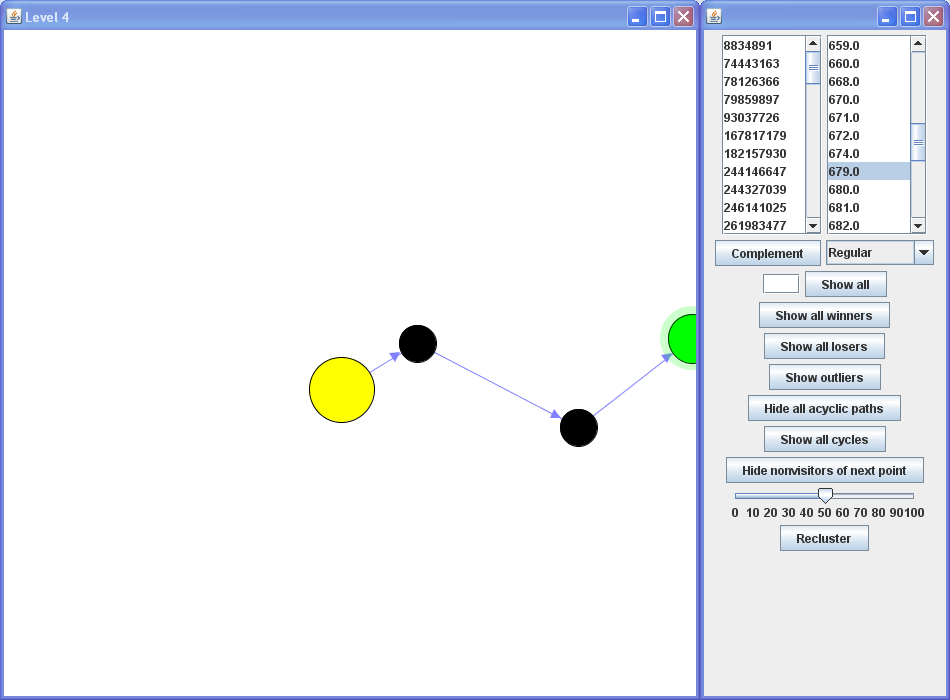 Level 4
8834891
74443163
78126366
79859897
93037726
167817179
182157930
244146647
244327039
246141025
261983477
659.0
660.0
668.0
670.0
671.0
672.0
674.0
679.0
680.0
681.0
682.0
Complement
Regular
Show all
Show all winners
Show all losers
Show outliers
Hide all acyclic paths
Show all cycles
Hide nonvisitors of next point
0 10 20 30 40 50 60 70 80 90100
Recluster